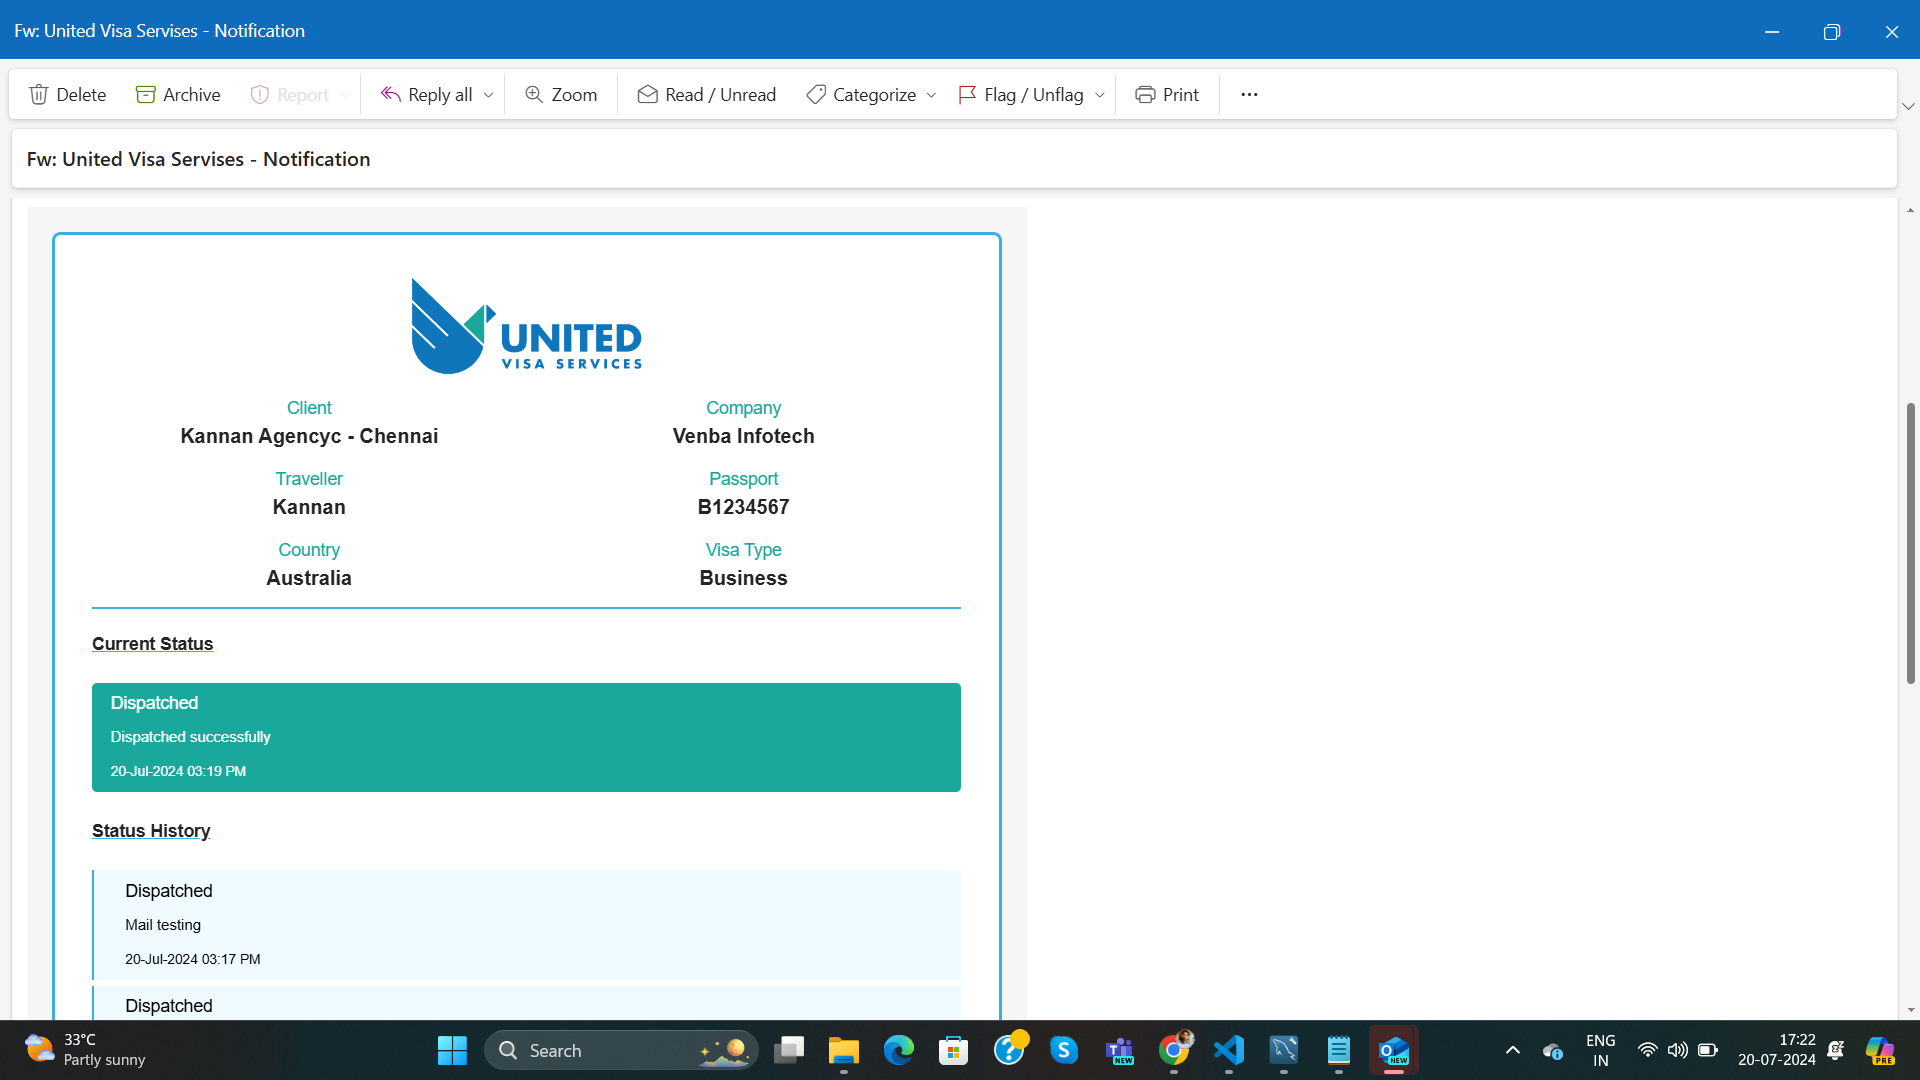 Fw: United Visa Servises - Notification
Delete Archive Report Reply all Zoom Read / Unread Categorize Flag / Unflag Print ...
Fw: United Visa Servises - Notification
UNITED
VISA SERVICES
Client Company
Kannan Agencyc - Chennai Venba Infotech
Traveller Passport
Kannan B1234567
Country Visa Type
Australia Business
Current Status
Dispatched
Dispatched successfully
20-Jul-2024 03:19 PM
Status History
Dispatched
Mail testing
20-Jul-2024 03:17 PM
Dispatched
33°C
Partly sunny
Search
NEW
NEW
ENG
IN
17:22
20-07-2024
PRE